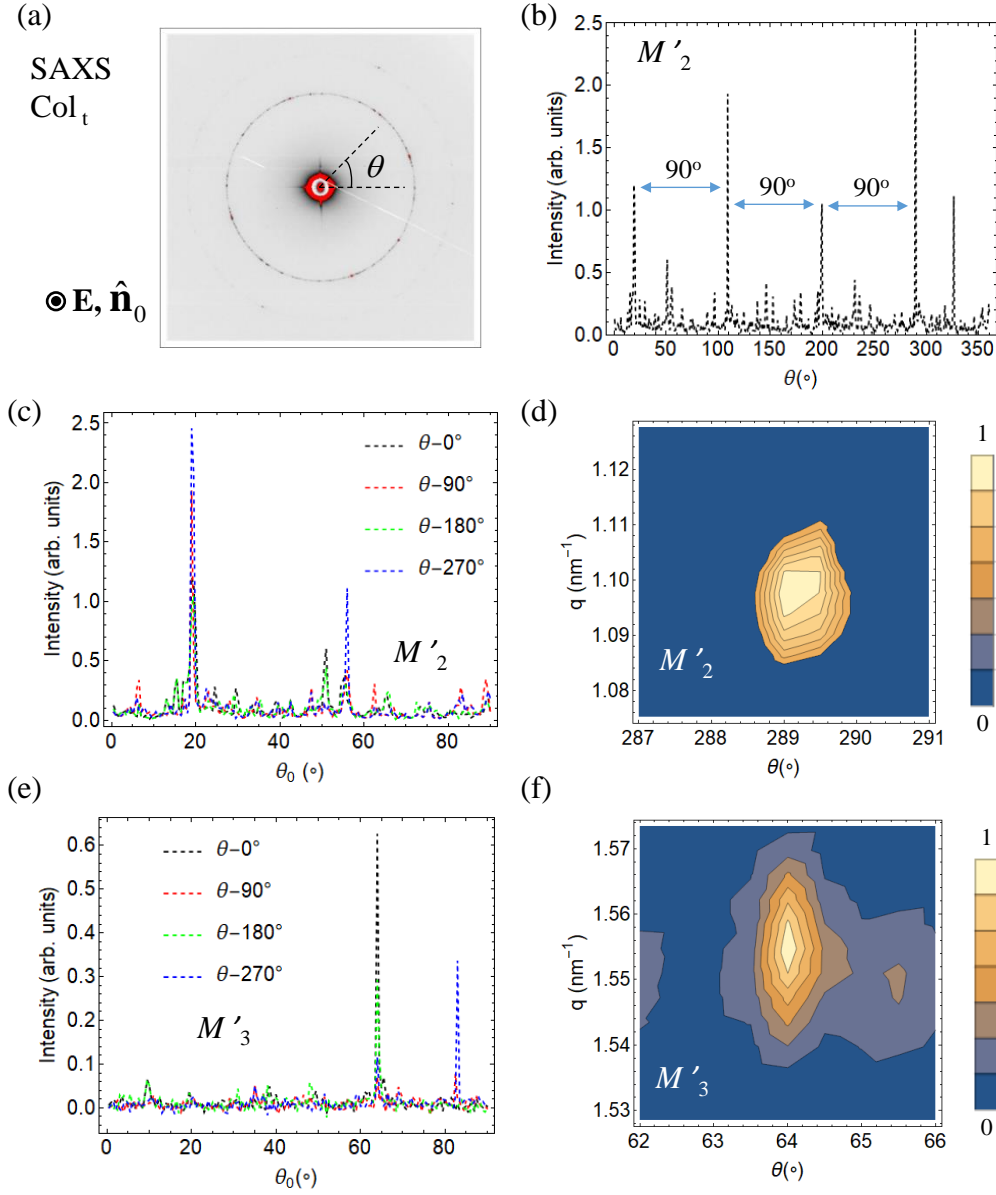 (a)
SAXS
Col t
θ
E, n̂0
(b)
M′2
2.5
2.0
1.5
1.0
0.5
0.0
90o
90o
90o
0 50 100 150 200 250 300 350
θ(°)
Intensity (arb. units)
(c)
2.5
2.0
1.5
1.0
0.5
0.0
θ-0°
θ-90°
θ-180°
θ-270°
M′2
0 20 40 60 80
θ0 (°)
Intensity (arb. units)
(d)
1.12
1.11
1.10
1.09
1.08
q (nm-1)
M′2
287 288 289 290 291
θ(°)
1
0
(e)
0.6
0.5
0.4
0.3
0.2
0.1
0.0
θ-0°
θ-90°
θ-180°
θ-270°
M′3
0 20 40 60 80
θ0(°)
Intensity (arb. units)
(f)
1.57
1.56
1.55
1.54
1.53
q (nm-1)
M′3
62 63 64 65 66
θ(°)
1
0